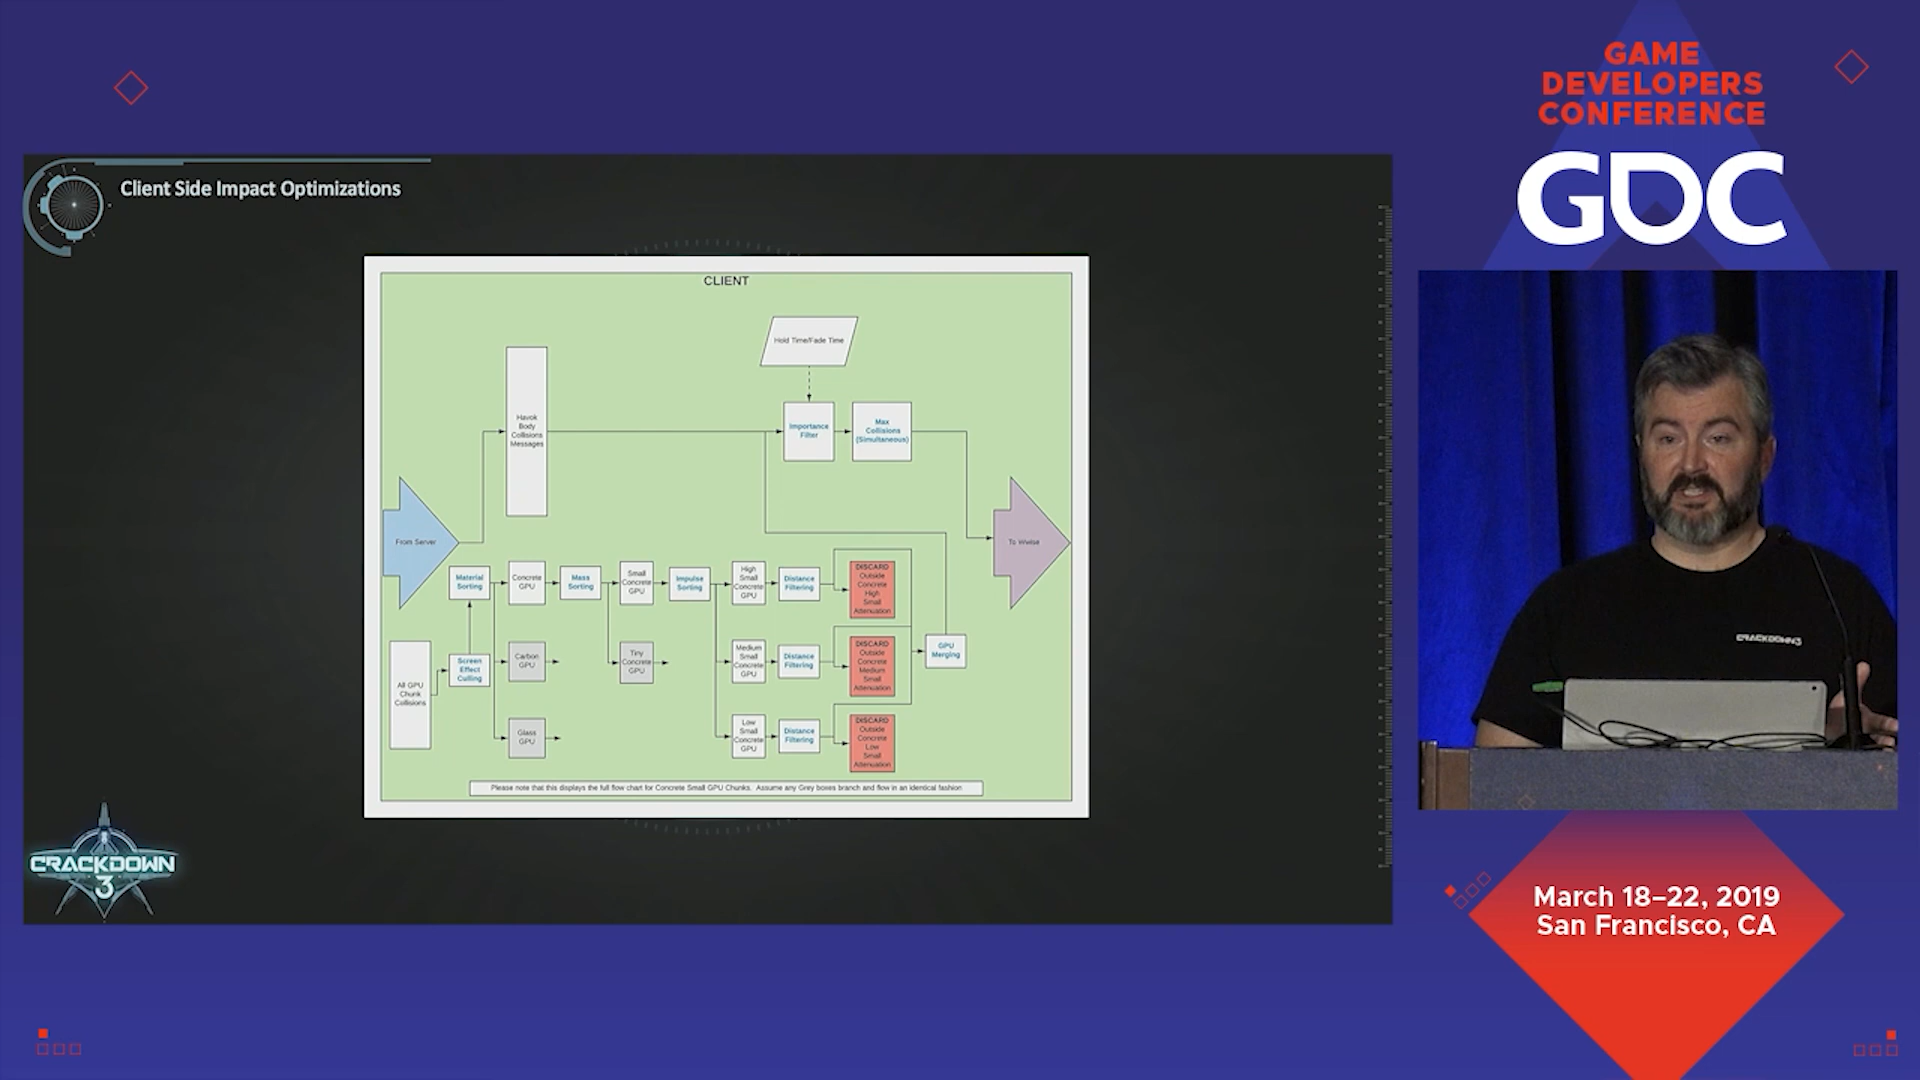 GAME
DEVELOPERS
CONFERENCE
GDC
Client Side Impact Optimizations
CLIENT
Hold Time/Fade Time
Havok
Body
Collisions
Messages
Importance
Filter
Max
Collisions
(Simultaneous)
From Server
To Wwise
Material
Sorting
Concrete
GPU
Mass
Sorting
Small
Concrete
GPU
Impulse
Sorting
High
Small
Concrete
GPU
Distance
Filtering
DISCARD
Outside
Concrete
High
Small
Attenuation
All GPU
Chunk
Collisions
Screen
Effect
Culling
Carbon
GPU
Tiny
Concrete
GPU
Medium
Small
Concrete
GPU
Distance
Filtering
DISCARD
Outside
Concrete
Medium
Small
Attenuation
GPU
Merging
Glass
GPU
Low
Small
Concrete
GPU
Distance
Filtering
DISCARD
Outside
Concrete
Low
Small
Attenuation
Please note that this displays the full flow chart for Concrete Small GPU Chunks. Assume any Grey boxes branch and flow in an identical fashion
CRACKDOWN
3
CRACKDOWN3
March 18–22, 2019
San Francisco, CA